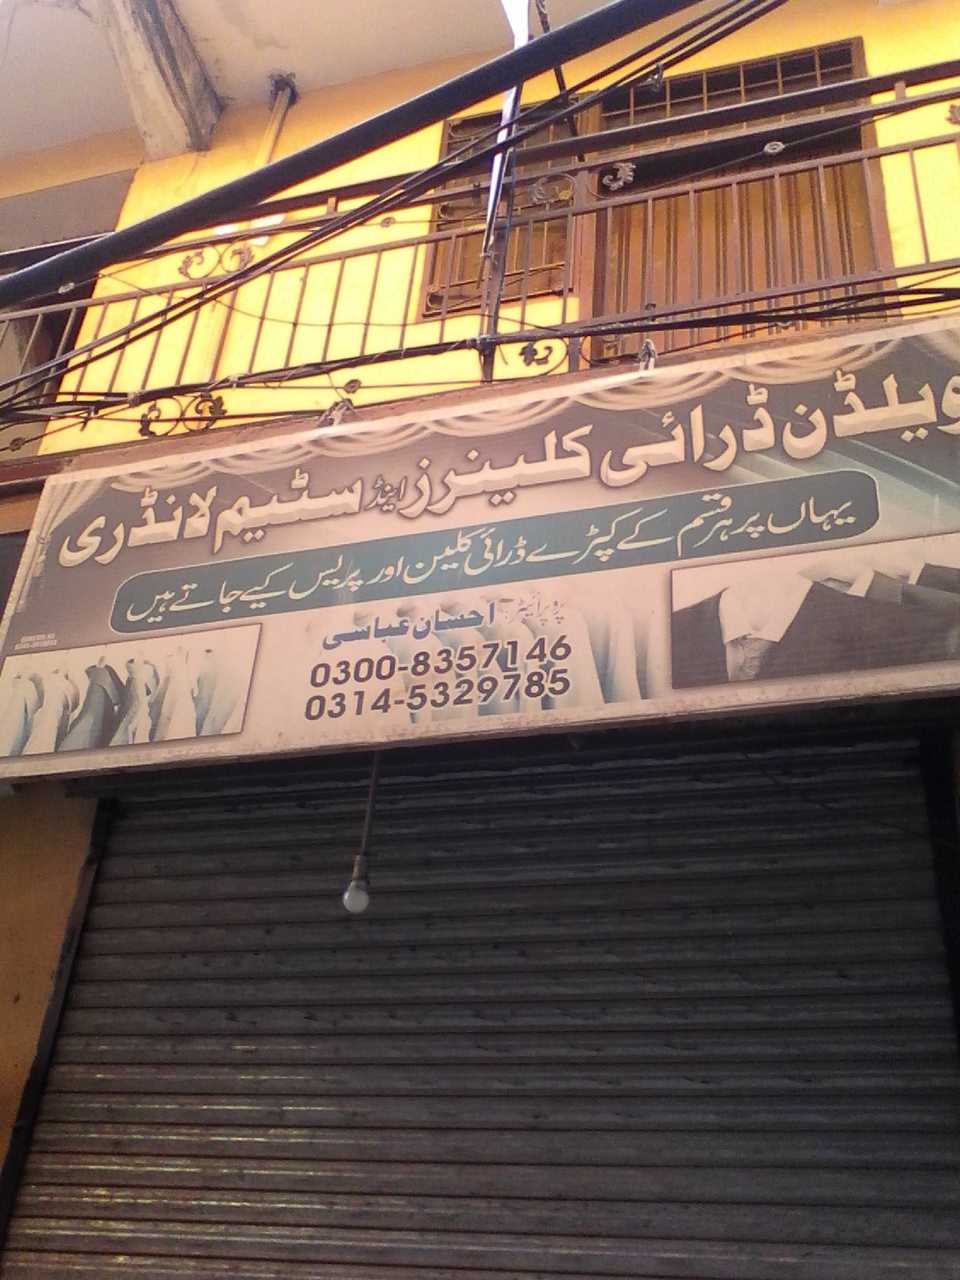 ویلڈن ڈرائی کلینرز اینڈ سٹیم لانڈری
یہاں پر ہر قسم کے کپڑے ڈرائی کلین اور پریس کیے جاتے ہیں
پروپرائیٹر: احسان عباسی
0300-8357146
0314-5329785